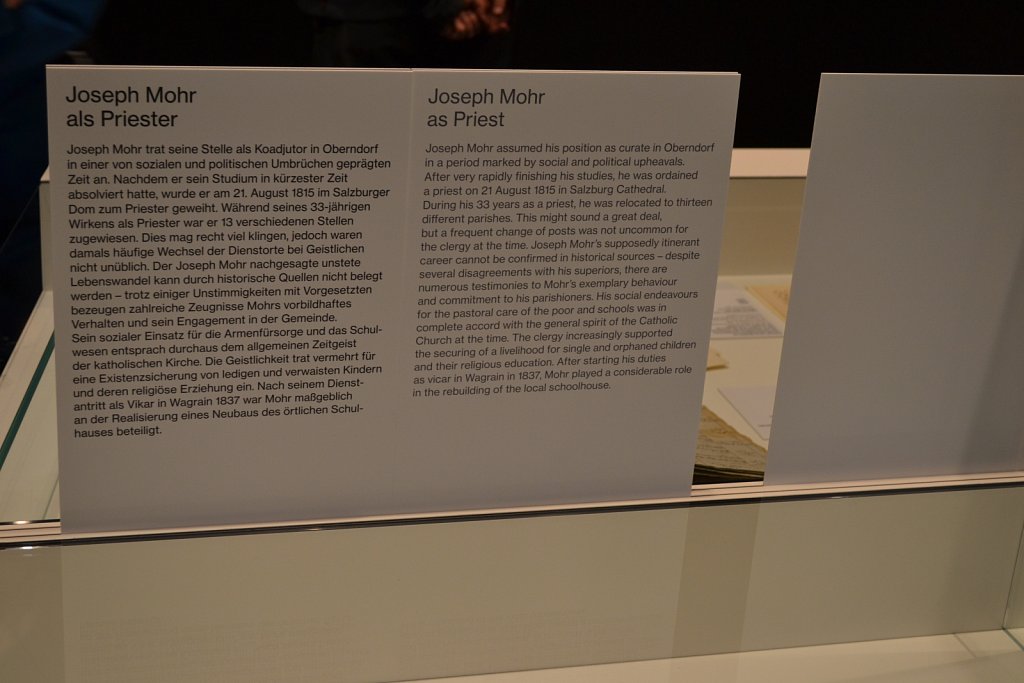 Joseph Mohr
als Priester
Joseph Mohr trat seine Stelle als Koadjutor in Oberndorf
in einer von sozialen und politischen Umbrüchen geprägten
Zeit an. Nachdem er sein Studium in kürzester Zeit
absolviert hatte, wurde er am 21. August 1815 im Salzburger
Dom zum Priester geweiht. Während seines 33-jährigen
Wirkens als Priester war er 13 verschiedenen Stellen
zugewiesen. Dies mag recht viel klingen, jedoch waren
damals häufige Wechsel der Dienstorte bei Geistlichen
nicht unüblich. Der Joseph Mohr nachgesagte unstete
Lebenswandel kann durch historische Quellen nicht belegt
werden – trotz einiger Unstimmigkeiten mit Vorgesetzten
bezeugen zahlreiche Zeugnisse Mohrs vorbildhaftes
Verhalten und sein Engagement in der Gemeinde.
Sein sozialer Einsatz für die Armenfürsorge und das Schul-
wesen entsprach durchaus dem allgemeinen Zeitgeist
der katholischen Kirche. Die Geistlichkeit trat vermehrt für
eine Existenzsicherung von ledigen und verwaisten Kindern
und deren religiöse Erziehung ein. Nach seinem Dienst-
antritt als Vikar in Wagrain 1837 war Mohr maßgeblich
an der Realisierung eines Neubaus des örtlichen Schul-
hauses beteiligt.
Joseph Mohr
as Priest
Joseph Mohr assumed his position as curate in Oberndorf
in a period marked by social and political upheavals.
After very rapidly finishing his studies, he was ordained
a priest on 21 August 1815 in Salzburg Cathedral.
During his 33 years as a priest, he was relocated to thirteen
different parishes. This might sound a great deal,
but a frequent change of posts was not uncommon for
the clergy at the time. Joseph Mohr's supposedly itinerant
career cannot be confirmed in historical sources – despite
several disagreements with his superiors, there are
numerous testimonies to Mohr's exemplary behaviour
and commitment to his parishioners. His social endeavours
for the pastoral care of the poor and schools was in
complete accord with the general spirit of the Catholic
Church at the time. The clergy increasingly supported
the securing of a livelihood for single and orphaned children
and their religious education. After starting his duties
as vicar in Wagrain in 1837, Mohr played a considerable role
in the rebuilding of the local schoolhouse.